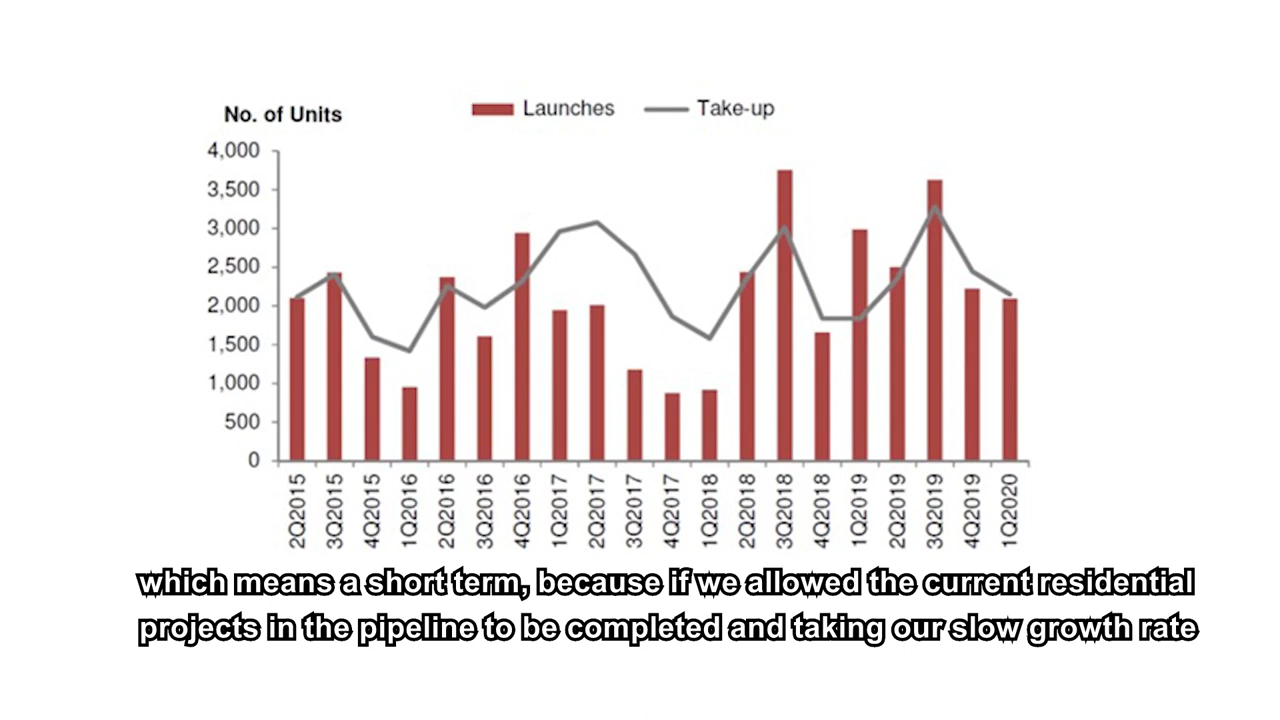 No. of Units
Launches
Take-up
4,000
3,500
3,000
2,500
2,000
1,500
1,000
500
0
2Q2015
3Q2015
4Q2015
1Q2016
2Q2016
3Q2016
4Q2016
1Q2017
2Q2017
3Q2017
4Q2017
1Q2018
2Q2018
3Q2018
4Q2018
1Q2019
2Q2019
3Q2019
4Q2019
1Q2020
which means a short term, because if we allowed the current residential
projects in the pipeline to be completed and taking our slow growth rate